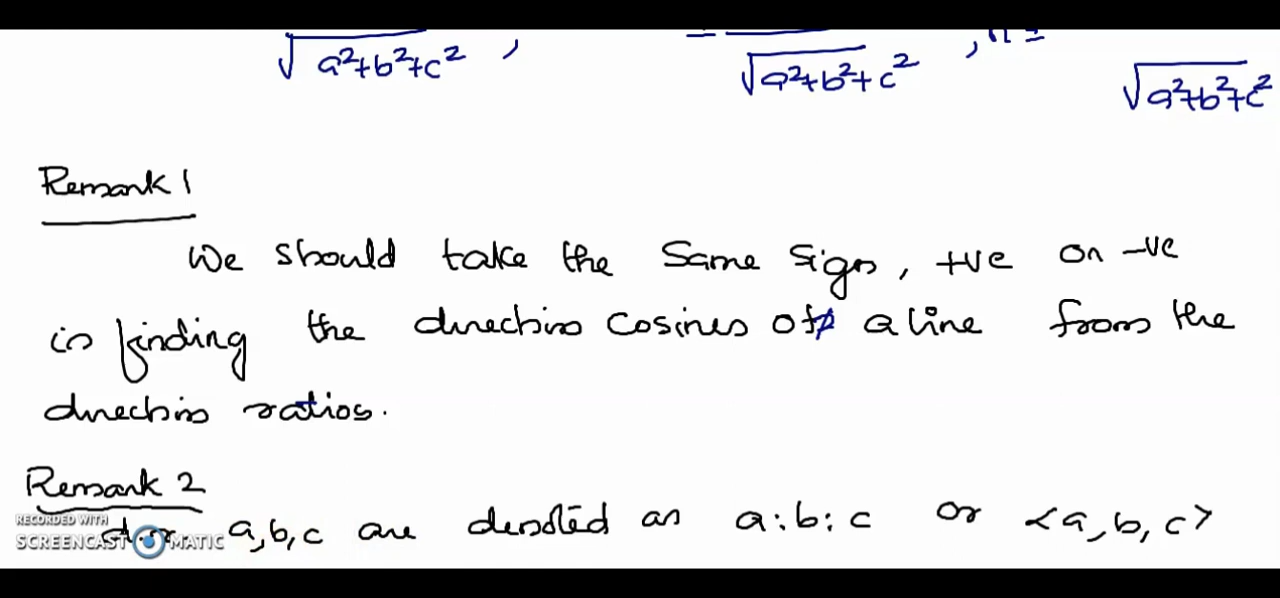 √a²+b²+c² , = √a²+b²+c² , n = √a²+b²+c²
Remark 1
We should take the same sign, +ve or -ve
in finding the direction cosines of a line from the
direction ratios.
Remark 2
a,b,c are denoted as a:b:c or <a,b,c>
RECORDED WITH
SCREENCAST MATIC